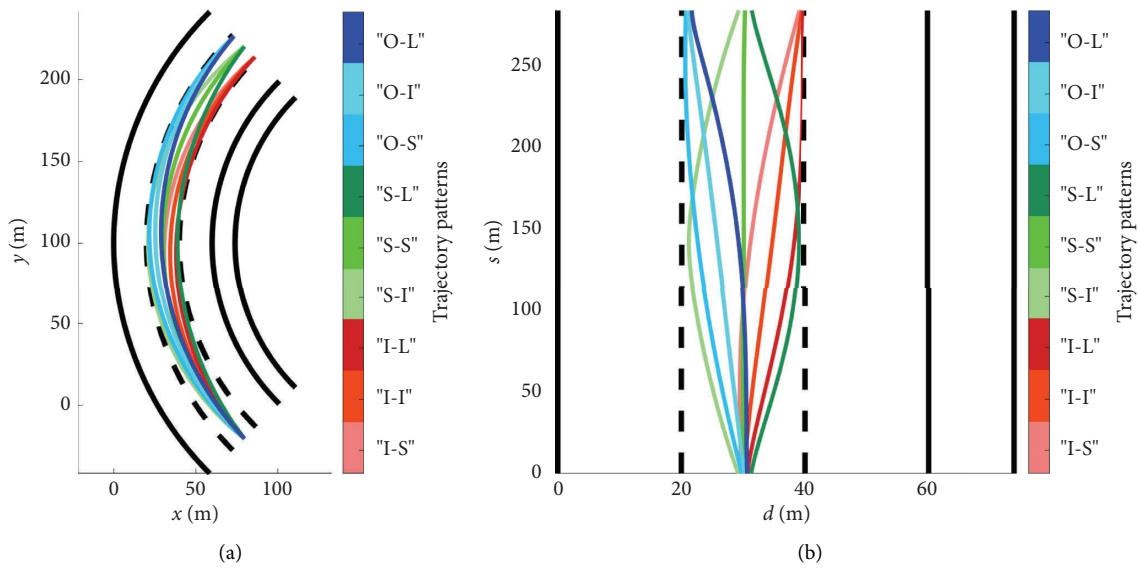 200
150
100
50
0
y (m)
0
50
100
x (m)
(a)
"O-L"
"O-I"
"O-S"
"S-L"
"S-S"
"S-I"
"I-L"
"I-I"
"I-S"
Trajectory patterns
250
200
150
100
50
0
s (m)
0
20
40
60
d (m)
(b)
"O-L"
"O-I"
"O-S"
"S-L"
"S-S"
"S-I"
"I-L"
"I-I"
"I-S"
Trajectory patterns